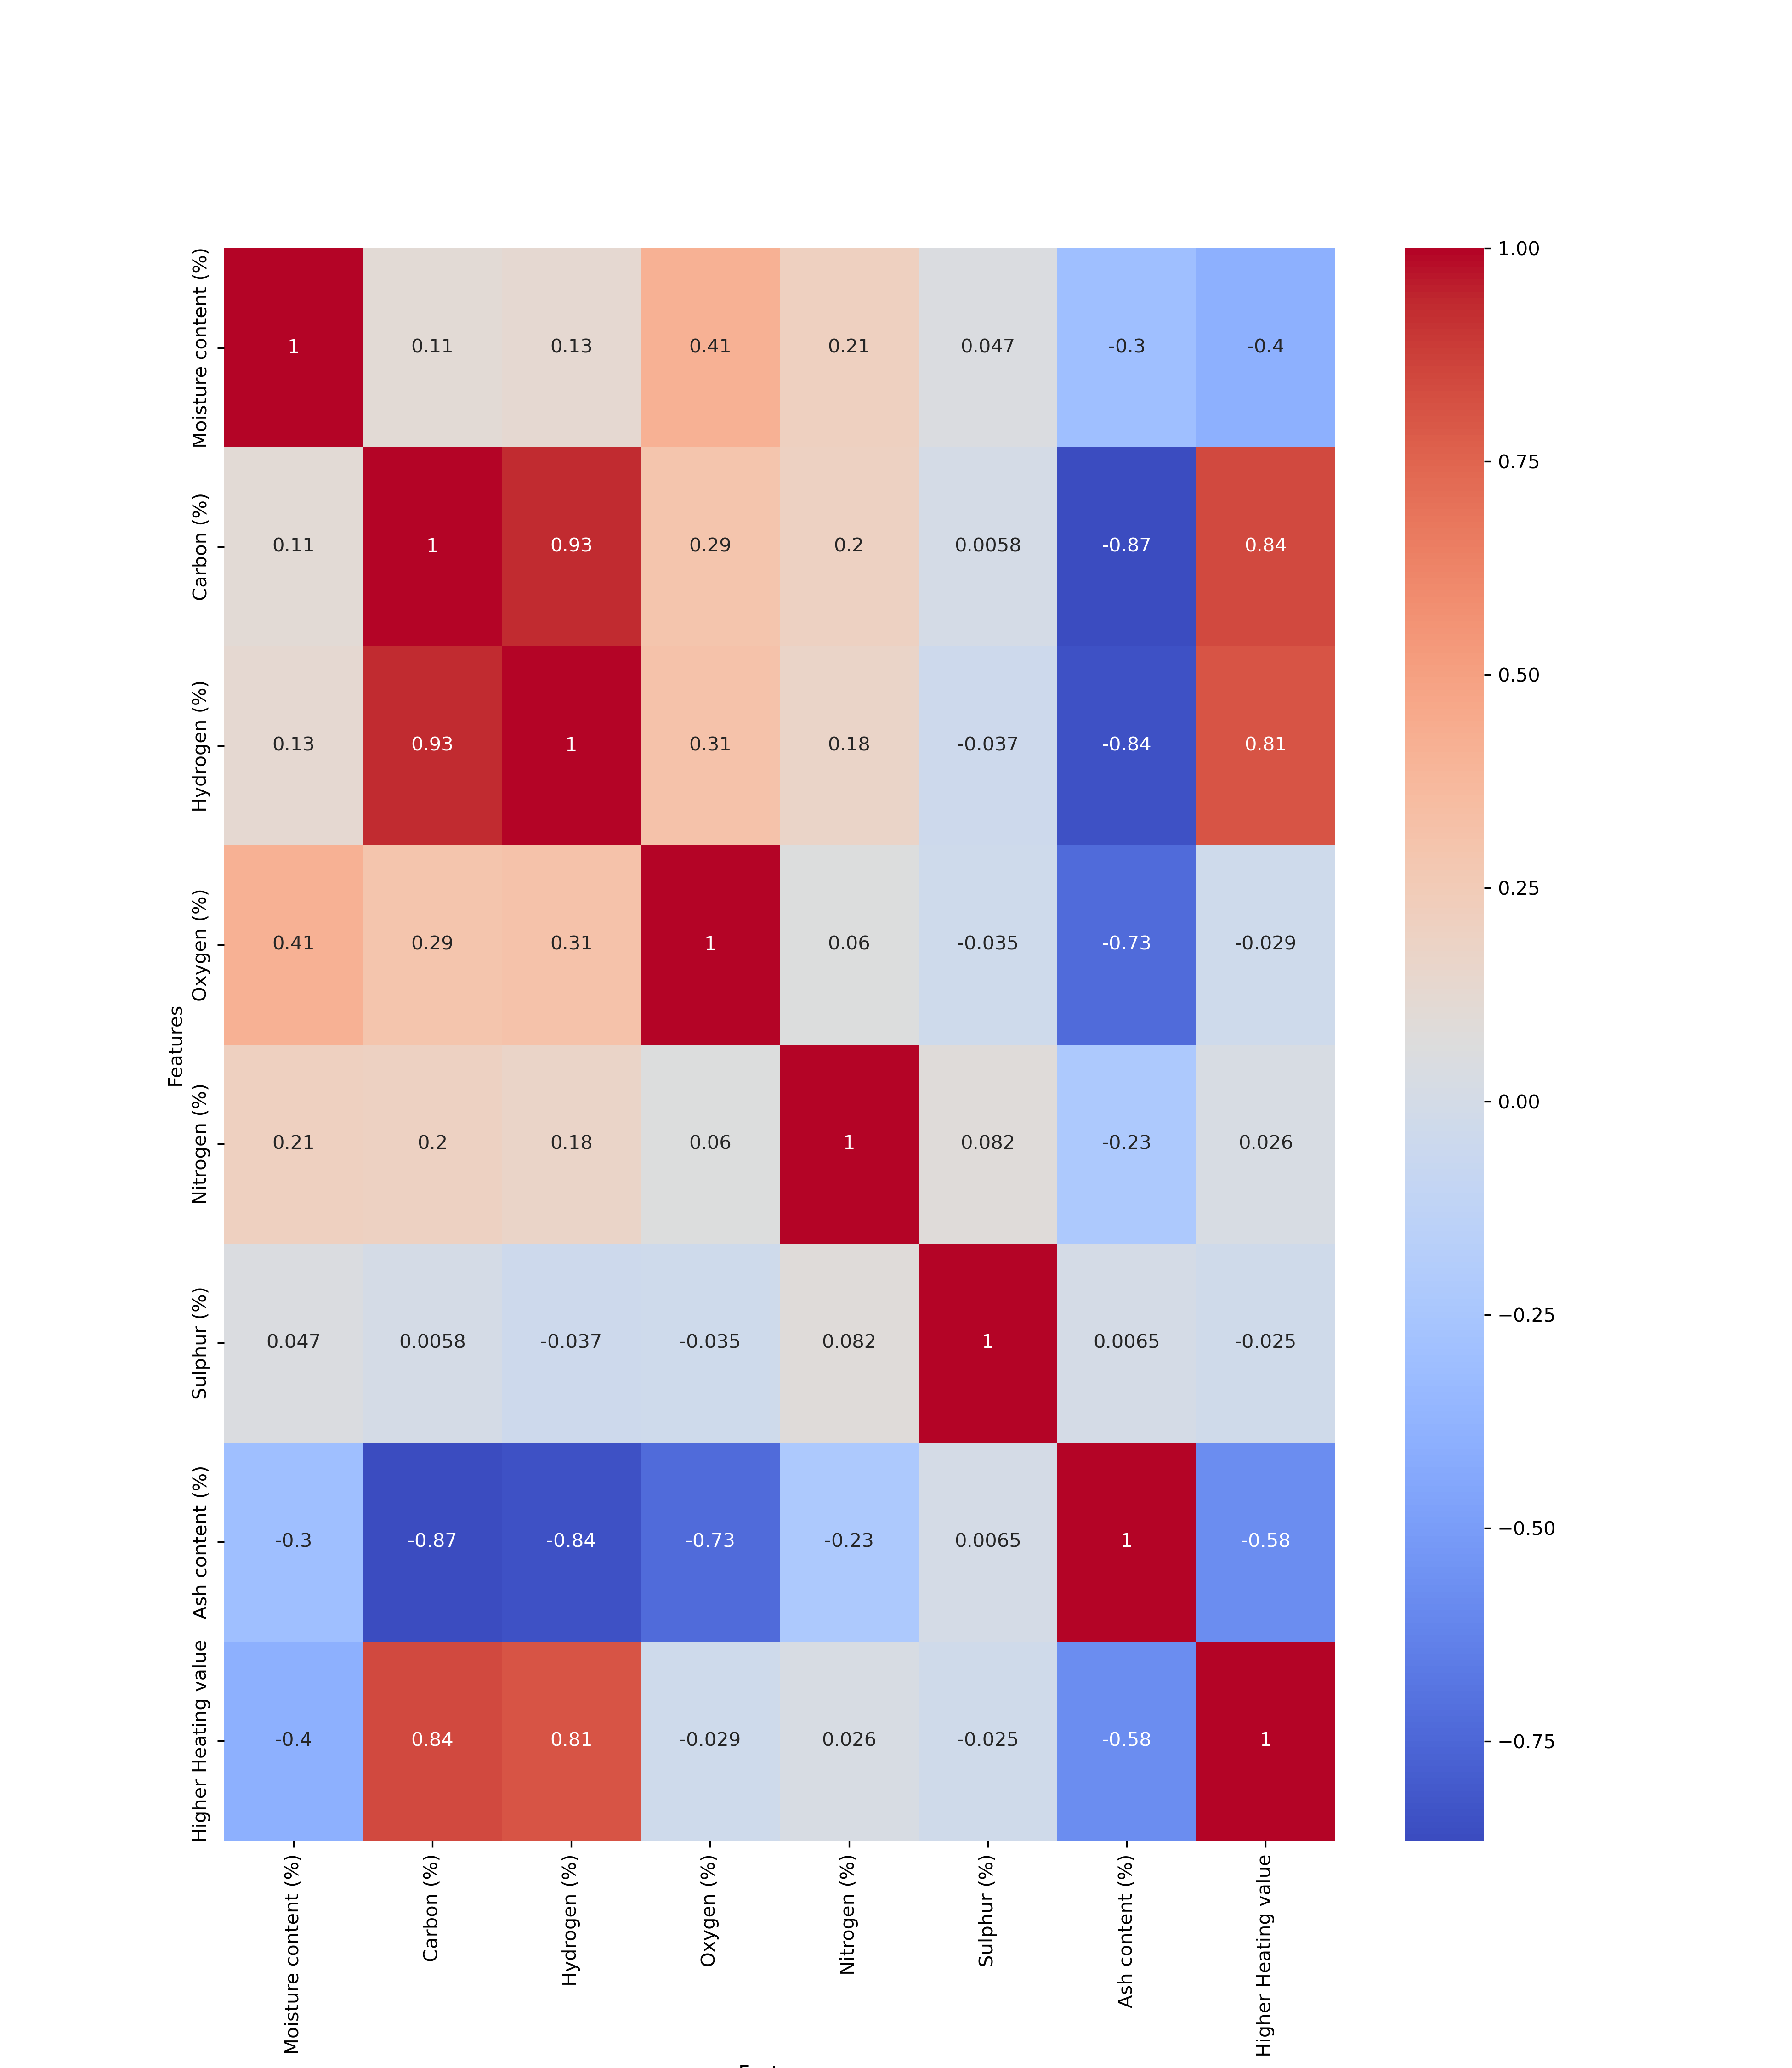 Moisture content (%) 1 0.11 0.13 0.41 0.21 0.047 -0.3 -0.4
Carbon (%) 0.11 1 0.93 0.29 0.2 0.0058 -0.87 0.84
Hydrogen (%) 0.13 0.93 1 0.31 0.18 -0.037 -0.84 0.81
Oxygen (%) 0.41 0.29 0.31 1 0.06 -0.035 -0.73 -0.029
Features
Nitrogen (%) 0.21 0.2 0.18 0.06 1 0.082 -0.23 0.026
Sulphur (%) 0.047 0.0058 -0.037 -0.035 0.082 1 0.0065 -0.025
Ash content (%) -0.3 -0.87 -0.84 -0.73 -0.23 0.0065 1 -0.58
Higher Heating value -0.4 0.84 0.81 -0.029 0.026 -0.025 -0.58 1
Moisture content (%)
Carbon (%)
Hydrogen (%)
Oxygen (%)
Nitrogen (%)
Sulphur (%)
Ash content (%)
Higher Heating value
1.00
0.75
0.50
0.25
0.00
−0.25
−0.50
−0.75